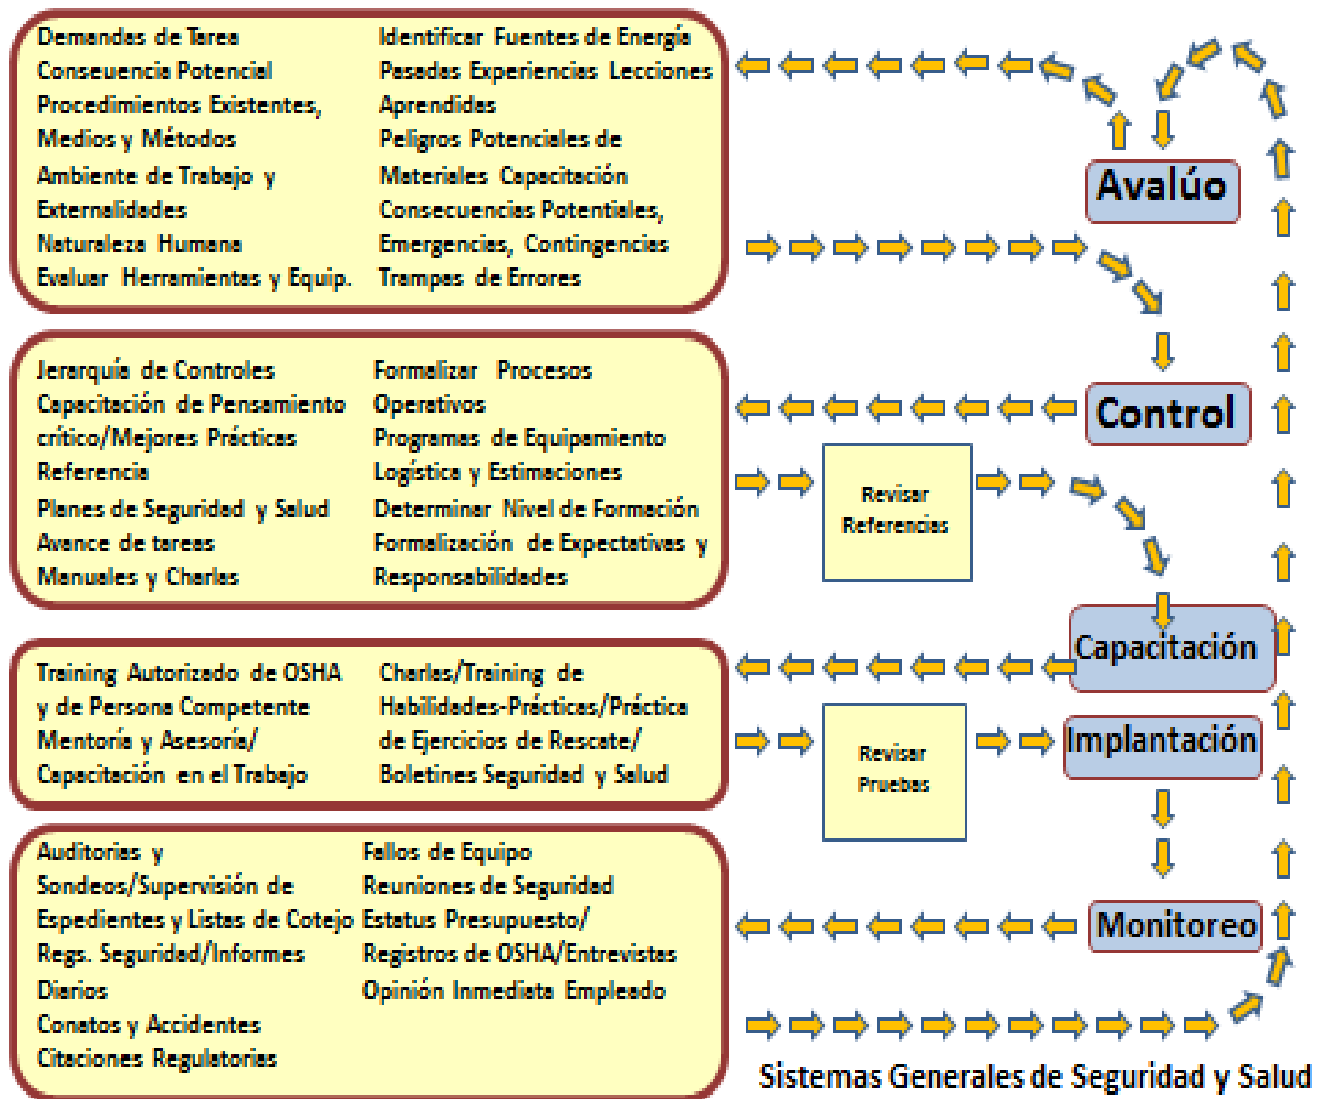 Demandas de Tarea
Conseuencia Potencial
Procedimientos Existentes,
Medios y Métodos
Ambiente de Trabajo y
Externalidades
Naturaleza Humana
Evaluar Herramientas y Equip.
Identificar Fuentes de Energía
Pasadas Experiencias Lecciones
Aprendidas
Peligros Potenciales de
Materiales Capacitación
Consecuencias Potentiales,
Emergencias, Contingencias
Trampas de Errores
Avalúo
Jerarquía de Controles
Capacitación de Pensamiento
crítico/Mejores Prácticas
Referencia
Planes de Seguridad y Salud
Avance de tareas
Manuales y Charlas
Formalizar Procesos
Operativos
Programas de Equipamiento
Logística y Estimaciones
Determinar Nivel de Formación
Formalización de Expectativas y
Responsabilidades
Control
Revisar
Referencias
Training Autorizado de OSHA
y de Persona Competente
Mentoría y Asesoría/
Capacitación en el Trabajo
Charlas/Training de
Habilidades-Prácticas/Práctica
de Ejercicios de Rescate/
Boletines Seguridad y Salud
Capacitación
Revisar
Pruebas
Implantación
Auditorias y
Sondeos/Supervisión de
Espedientes y Listas de Cotejo
Regs. Seguridad/Informes
Diarios
Conatos y Accidentes
Citaciones Regulatorias
Fallos de Equipo
Reuniones de Seguridad
Estatus Presupuesto/
Registros de OSHA/Entrevistas
Opinión Inmediata Empleado
Monitoreo
Sistemas Generales de Seguridad y Salud